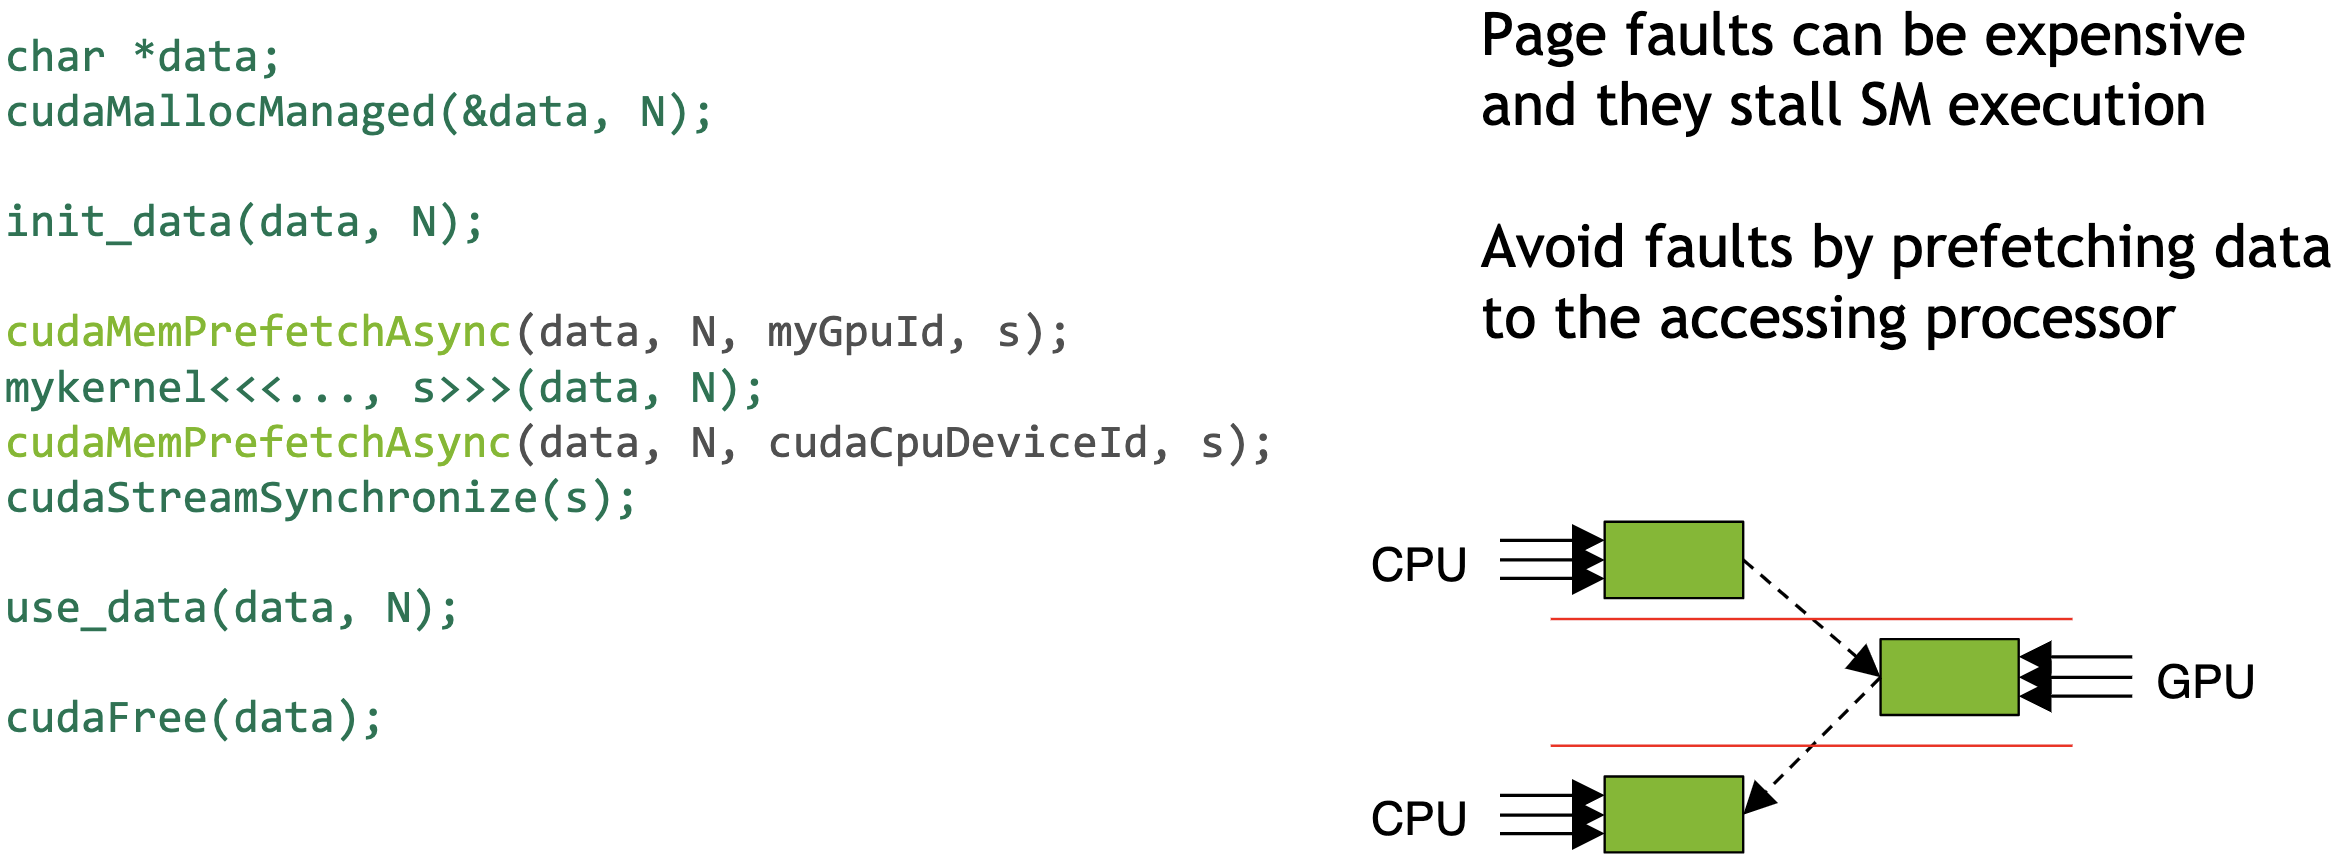 char *data;
cudaMallocManaged(&data, N);
init_data(data, N);
cudaMemPrefetchAsync(data, N, myGpuId, s);
mykernel<<<..., s>>>(data, N);
cudaMemPrefetchAsync(data, N, cudaCpuDeviceId, s);
cudaStreamSynchronize(s);
use_data(data, N);
cudaFree(data);
Page faults can be expensive
and they stall SM execution
Avoid faults by prefetching data
to the accessing processor
CPU
GPU
CPU